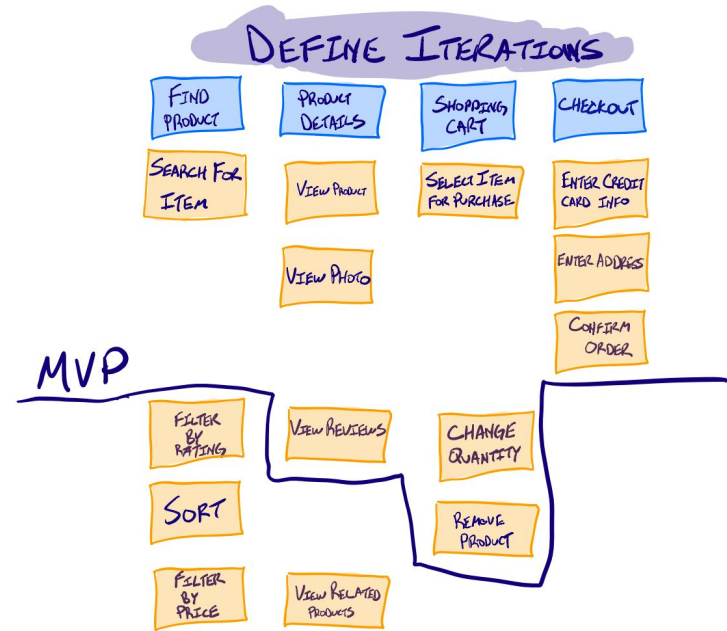 DEFINE ITERATIONS
FIND
PRODUCT
PRODUCT
DETAILS
SHOPPING
CART
CHECKOUT
SEARCH FOR
ITEM
VIEW PRODUCT
SELECT ITEM
FOR PURCHASE
ENTER CREDIT
CARD INFO
VIEW PHOTO
ENTER ADDRESS
CONFIRM
ORDER
MVP
FILTER
BY
RATING
VIEW REVIEWS
CHANGE
QUANTITY
SORT
REMOVE
PRODUCT
FILTER
BY
PRICE
VIEW RELATED
PRODUCTS